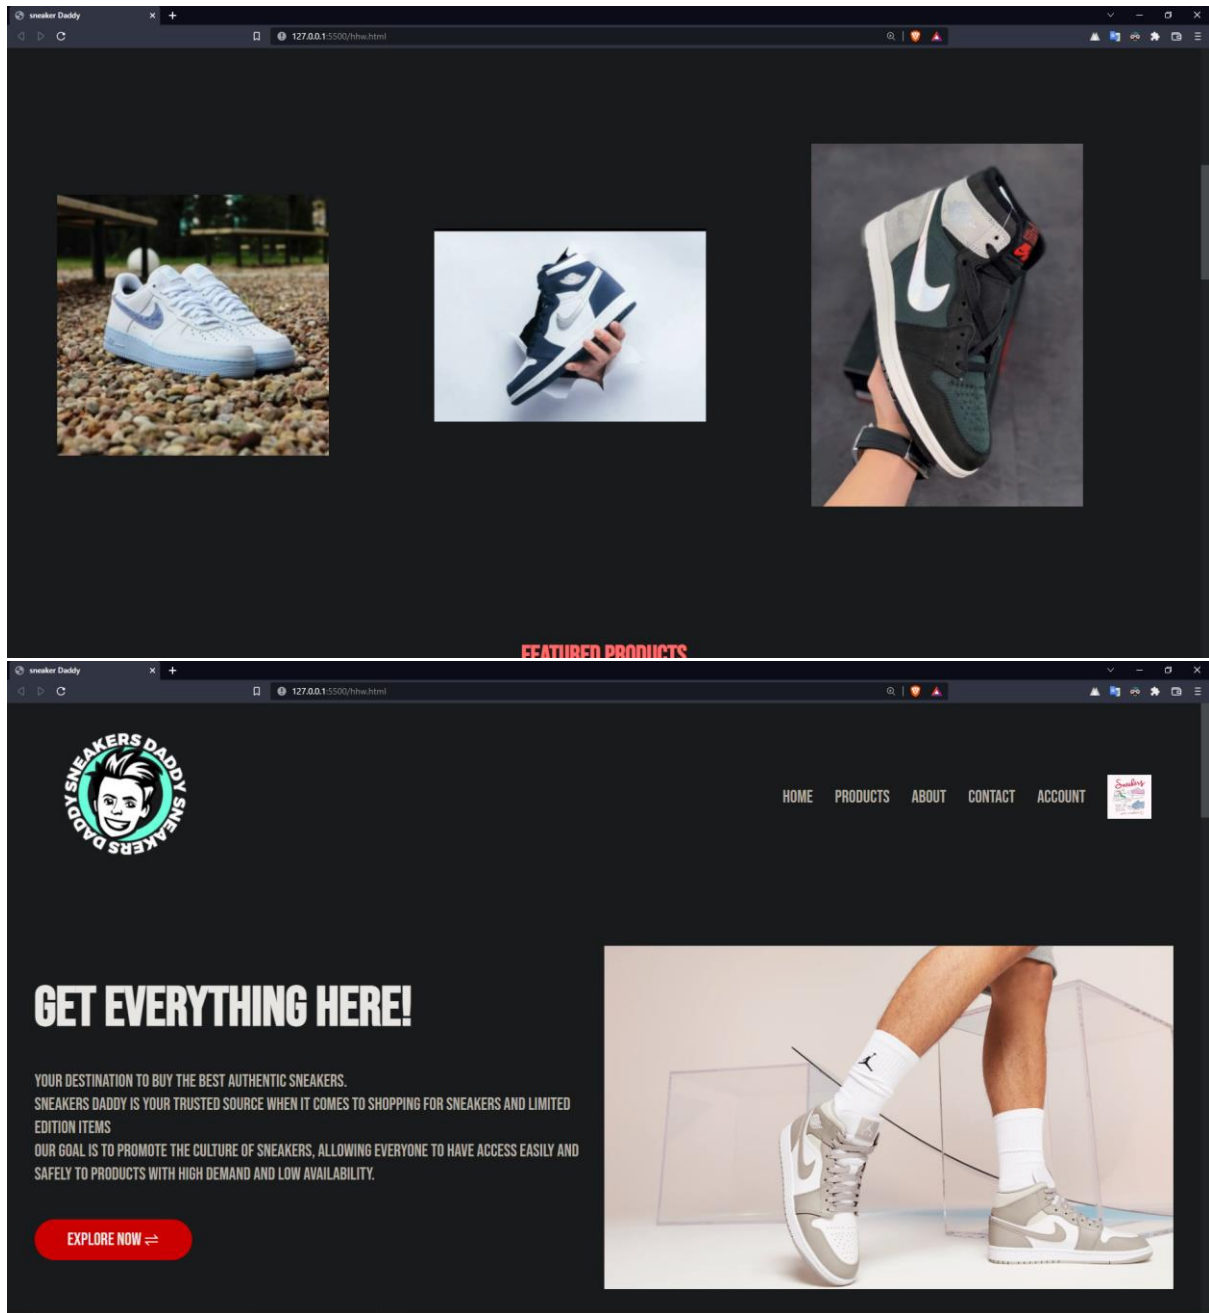 sneaker Daddy
127.0.0.1:5500/hhw.html
FEATURED PRODUCTS
sneaker Daddy
127.0.0.1:5500/hhw.html
SNEAKERS DADDY SNEAKERS DADDY
HOME PRODUCTS ABOUT CONTACT ACCOUNT
Sneakers
GET EVERYTHING HERE!
YOUR DESTINATION TO BUY THE BEST AUTHENTIC SNEAKERS.
SNEAKERS DADDY IS YOUR TRUSTED SOURCE WHEN IT COMES TO SHOPPING FOR SNEAKERS AND LIMITED
EDITION ITEMS
OUR GOAL IS TO PROMOTE THE CULTURE OF SNEAKERS, ALLOWING EVERYONE TO HAVE ACCESS EASILY AND
SAFELY TO PRODUCTS WITH HIGH DEMAND AND LOW AVAILABILITY.
EXPLORE NOW ⇌